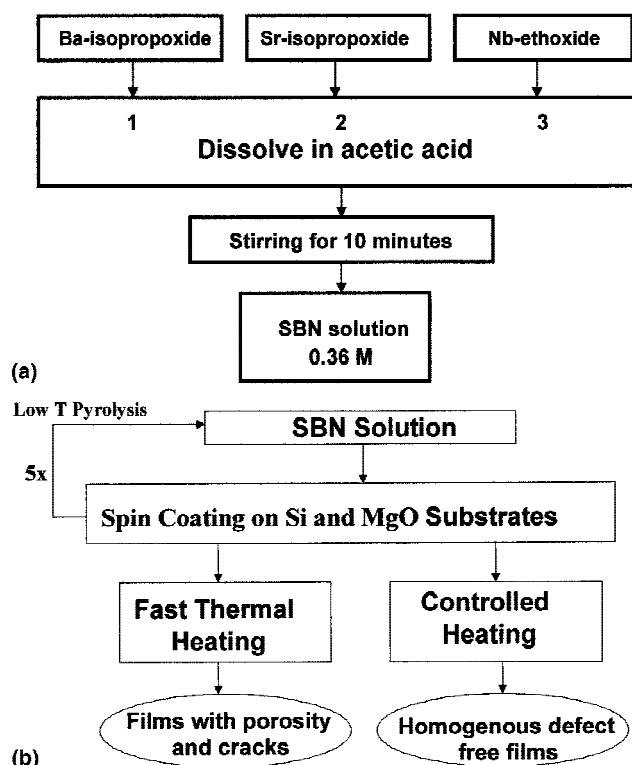 Ba-isopropoxide Sr-isopropoxide Nb-ethoxide
1 2 3
Dissolve in acetic acid
Stirring for 10 minutes
SBN solution
0.36 M
(a)
Low T Pyrolysis
SBN Solution
5x
Spin Coating on Si and MgO Substrates
Fast Thermal
Heating
Controlled
Heating
Films with porosity
and cracks
Homogenous defect
free films
(b)